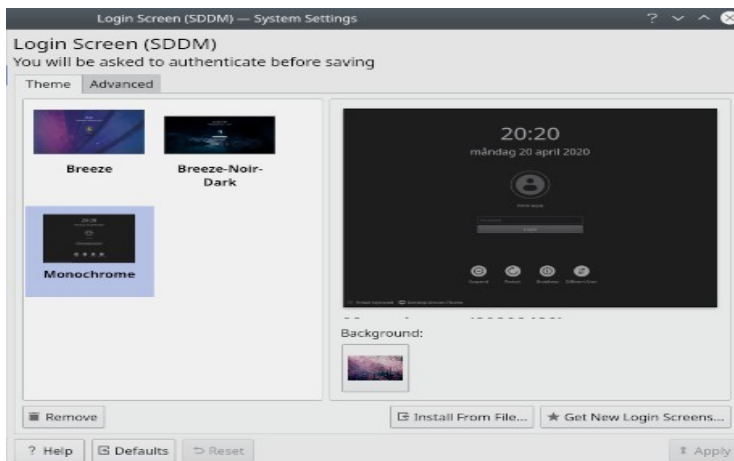 Login Screen (SDDM) — System Settings
Login Screen (SDDM)
You will be asked to authenticate before saving
Theme Advanced
Breeze
Breeze-Noir-
Dark
Monochrome
20:20
måndag 20 april 2020
Background:
Remove
Install From File...
Get New Login Screens...
? Help
Defaults
Reset
Apply